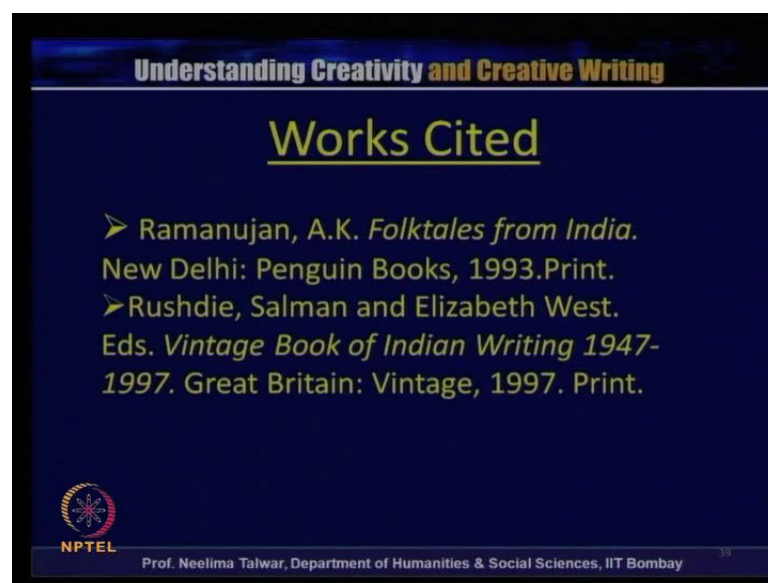 Understanding Creativity and Creative Writing
Works Cited
➢ Ramanujan, A.K. Folktales from India.
New Delhi: Penguin Books, 1993.Print.
➢Rushdie, Salman and Elizabeth West.
Eds. Vintage Book of Indian Writing 1947-
1997. Great Britain: Vintage, 1997. Print.
NPTEL
Prof. Neelima Talwar, Department of Humanities & Social Sciences, IIT Bombay
39